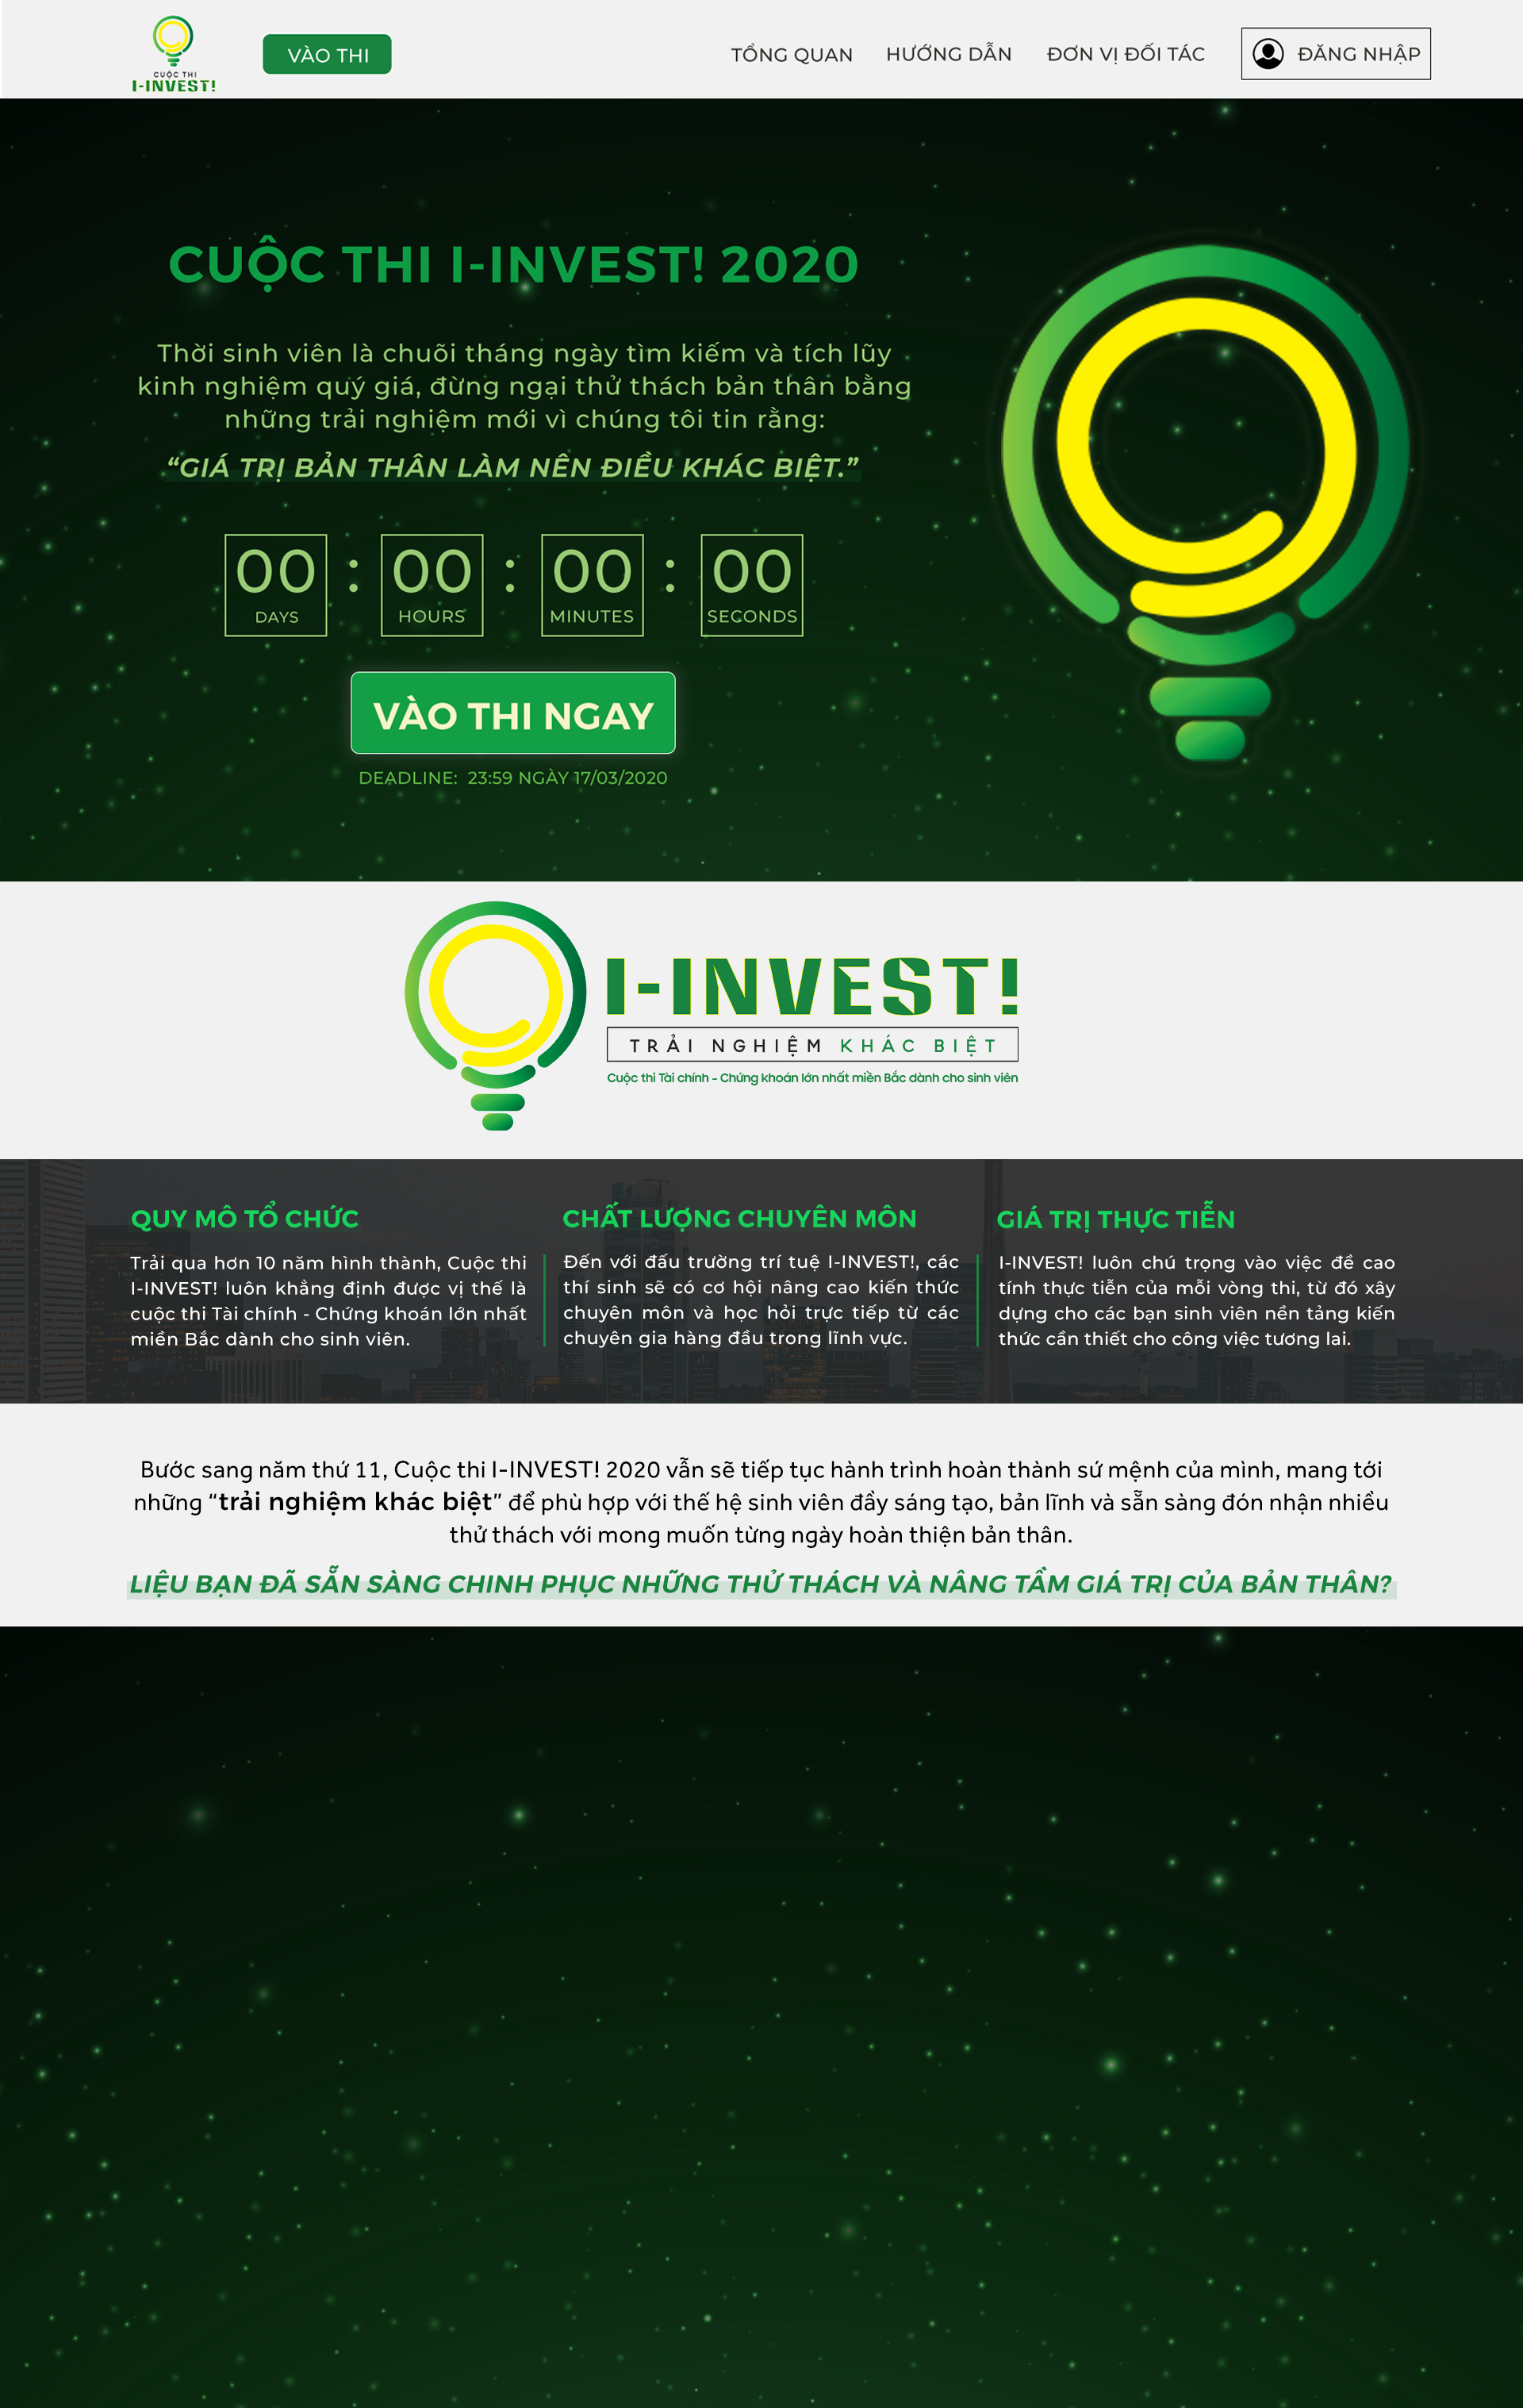 CUỘC THI
I-INVEST!
VÀO THI
TỔNG QUAN
HƯỚNG DẪN
ĐƠN VỊ ĐỐI TÁC
ĐĂNG NHẬP
CUỘC THI I-INVEST! 2020
Thời sinh viên là chuỗi tháng ngày tìm kiếm và tích lũy
kinh nghiệm quý giá, đừng ngại thử thách bản thân bằng
những trải nghiệm mới vì chúng tôi tin rằng:
“GIÁ TRỊ BẢN THÂN LÀM NÊN ĐIỀU KHÁC BIỆT.”
00 : 00 : 00 : 00
DAYS HOURS MINUTES SECONDS
VÀO THI NGAY
DEADLINE: 23:59 NGÀY 17/03/2020
I-INVEST!
TRẢI NGHIỆM KHÁC BIỆT
Cuộc thi Tài chính - Chứng khoán lớn nhất miền Bắc dành cho sinh viên
QUY MÔ TỔ CHỨC
Trải qua hơn 10 năm hình thành, Cuộc thi
I-INVEST! luôn khẳng định được vị thế là
cuộc thi Tài chính - Chứng khoán lớn nhất
miền Bắc dành cho sinh viên.
CHẤT LƯỢNG CHUYÊN MÔN
Đến với đấu trường trí tuệ I-INVEST!, các
thí sinh sẽ có cơ hội nâng cao kiến thức
chuyên môn và học hỏi trực tiếp từ các
chuyên gia hàng đầu trong lĩnh vực.
GIÁ TRỊ THỰC TIỄN
I-INVEST! luôn chú trọng vào việc đề cao
tính thực tiễn của mỗi vòng thi, từ đó xây
dựng cho các bạn sinh viên nền tảng kiến
thức cần thiết cho công việc tương lai.
Bước sang năm thứ 11, Cuộc thi I-INVEST! 2020 vẫn sẽ tiếp tục hành trình hoàn thành sứ mệnh của mình, mang tới
những “trải nghiệm khác biệt” để phù hợp với thế hệ sinh viên đầy sáng tạo, bản lĩnh và sẵn sàng đón nhận nhiều
thử thách với mong muốn từng ngày hoàn thiện bản thân.
LIỆU BẠN ĐÃ SẴN SÀNG CHINH PHỤC NHỮNG THỬ THÁCH VÀ NÂNG TẦM GIÁ TRỊ CỦA BẢN THÂN?